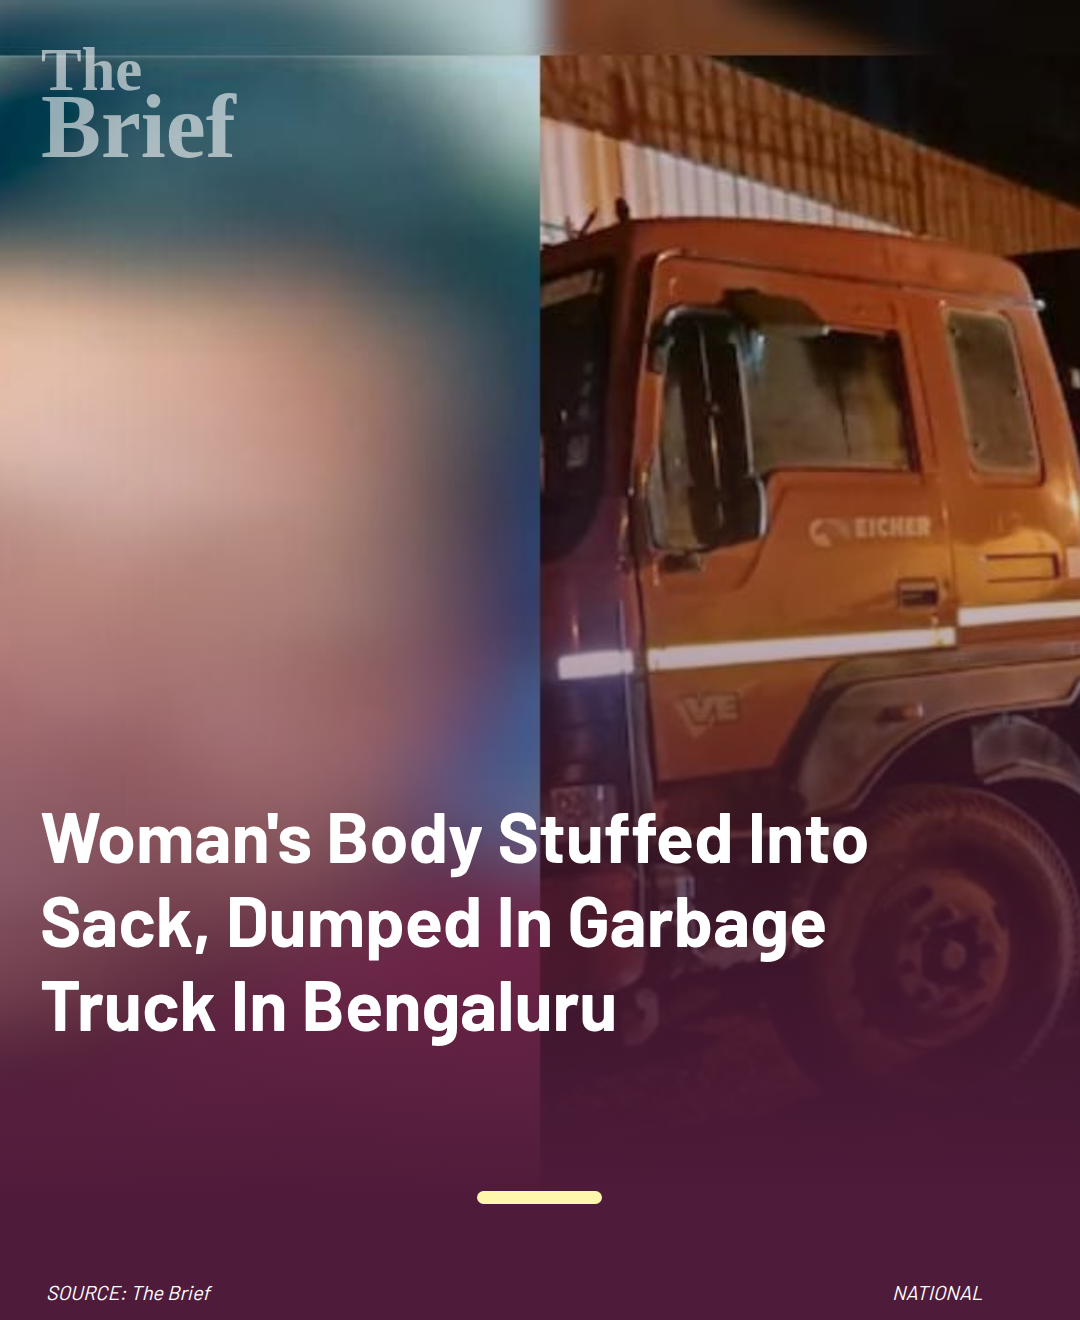 The
Brief
EICHER
VE
Woman's Body Stuffed Into
Sack, Dumped In Garbage
Truck In Bengaluru
SOURCE: The Brief
NATIONAL